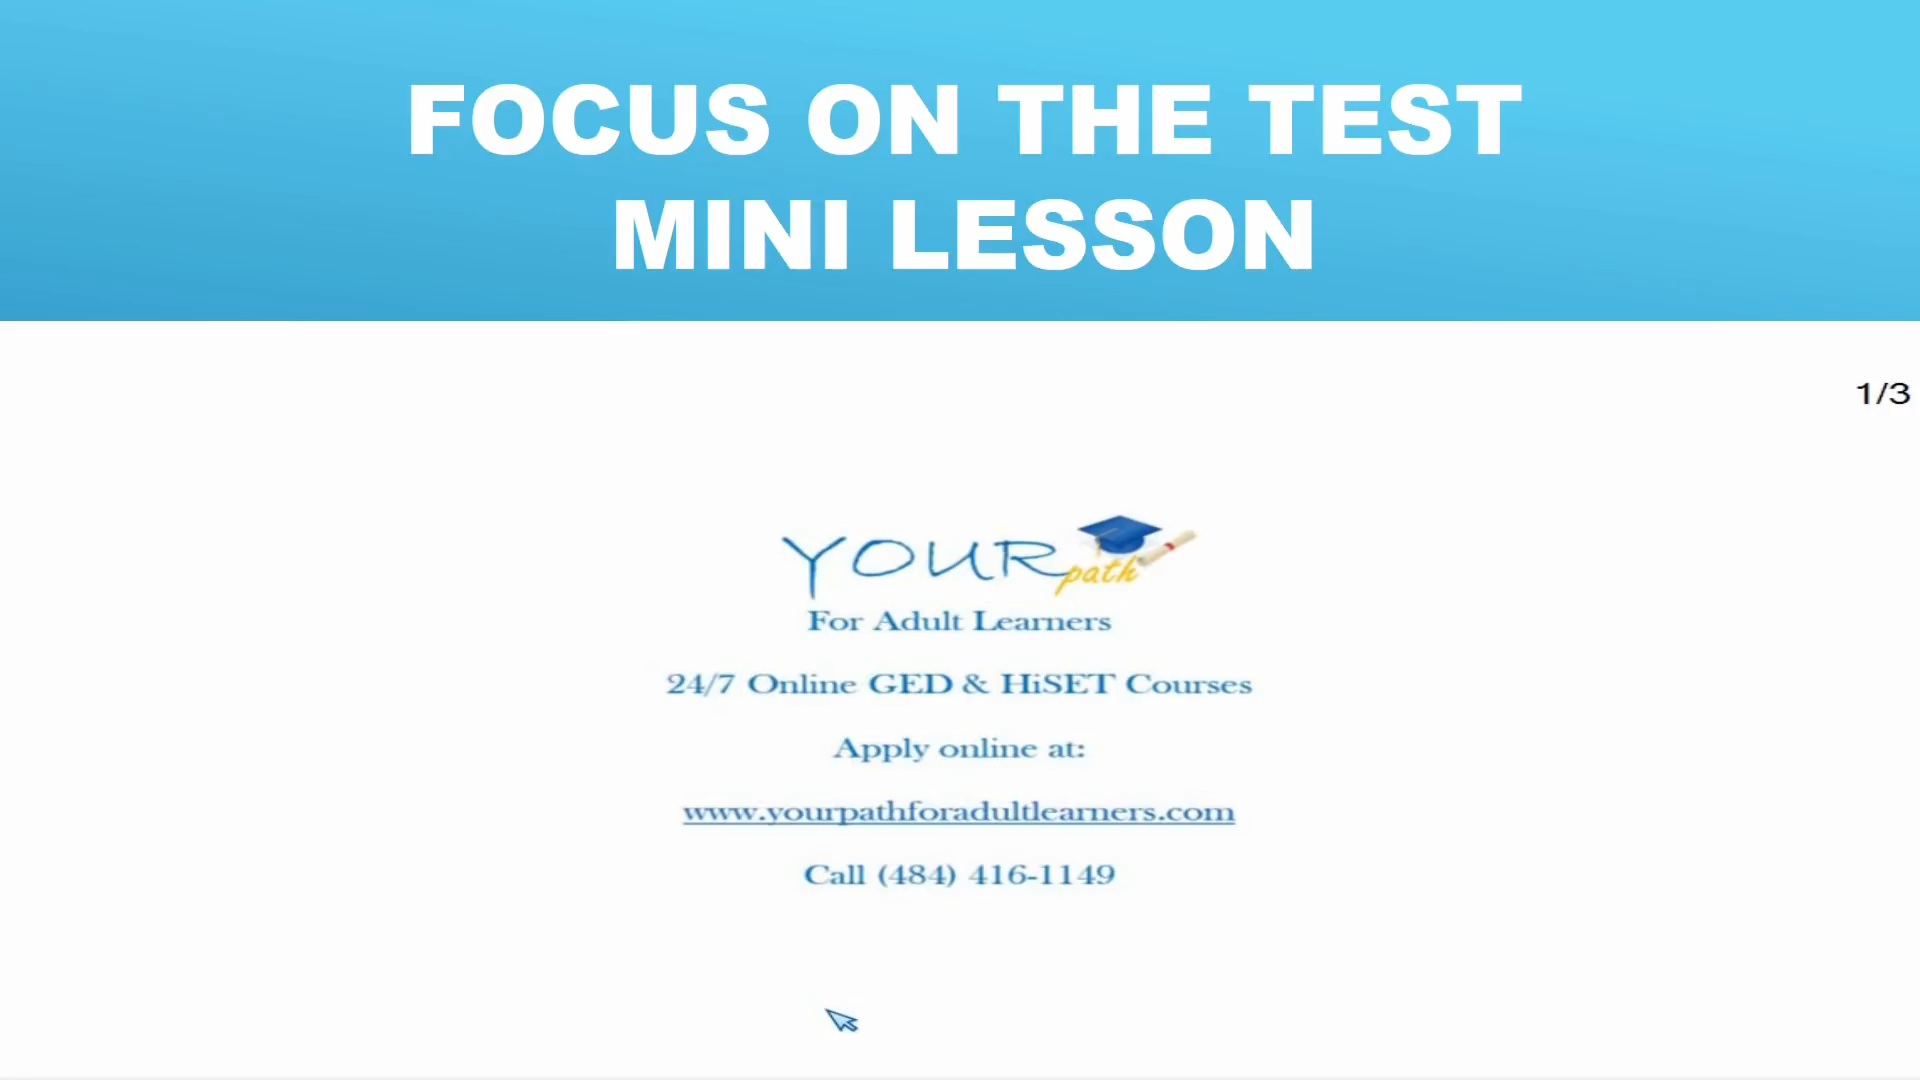 FOCUS ON THE TEST
MINI LESSON
1/3
YOUR path
For Adult Learners
24/7 Online GED & HiSET Courses
Apply online at:
www.yourpathforadultlearners.com
Call (484) 416-1149